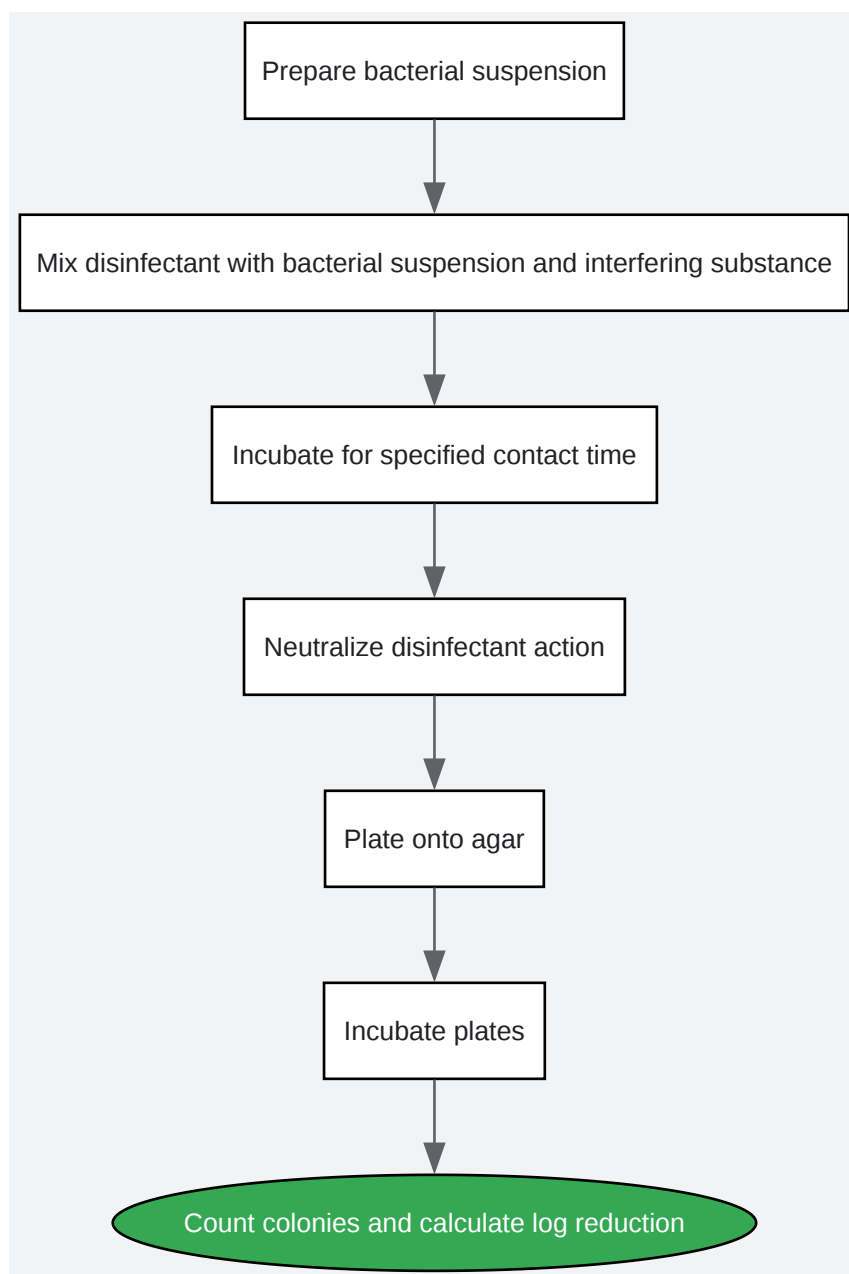 Prepare bacterial suspension
Mix disinfectant with bacterial suspension and interfering substance
Incubate for specified contact time
Neutralize disinfectant action
Plate onto agar
Incubate plates
Count colonies and calculate log reduction